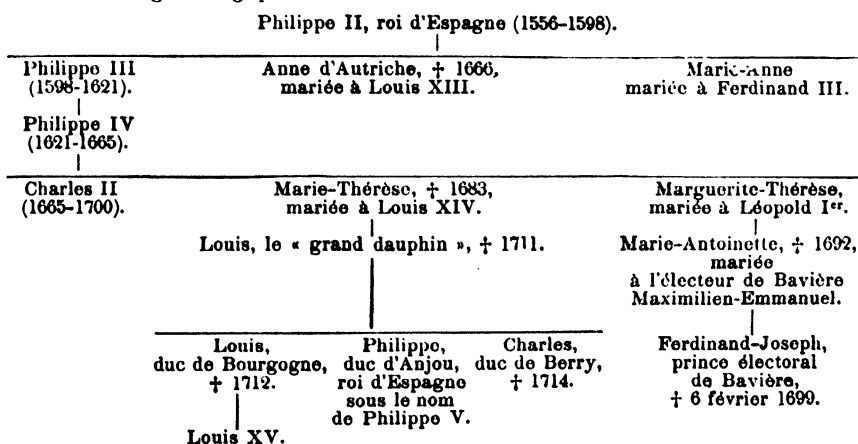 Philippe II, roi d'Espagne (1556-1598).
Philippe III
(1598-1621).
Anne d'Autriche, † 1666,
mariée à Louis XIII.
Marie-Anne
mariée à Ferdinand III.
Philippe IV
(1621-1665).
Charles II
(1665-1700).
Marie-Thérèse, † 1683,
mariée à Louis XIV.
Marguerite-Thérèse,
mariée à Léopold Ier.
Louis, le « grand dauphin », † 1711.
Marie-Antoinette, † 1692,
mariée
à l'électeur de Bavière
Maximilien-Emmanuel.
Louis,
duc de Bourgogne,
† 1712.
Philippe,
duc d'Anjou,
roi d'Espagne
sous le nom
de Philippe V.
Charles,
duc de Berry,
† 1714.
Ferdinand-Joseph,
prince électoral
de Bavière,
† 6 février 1699.
Louis XV.